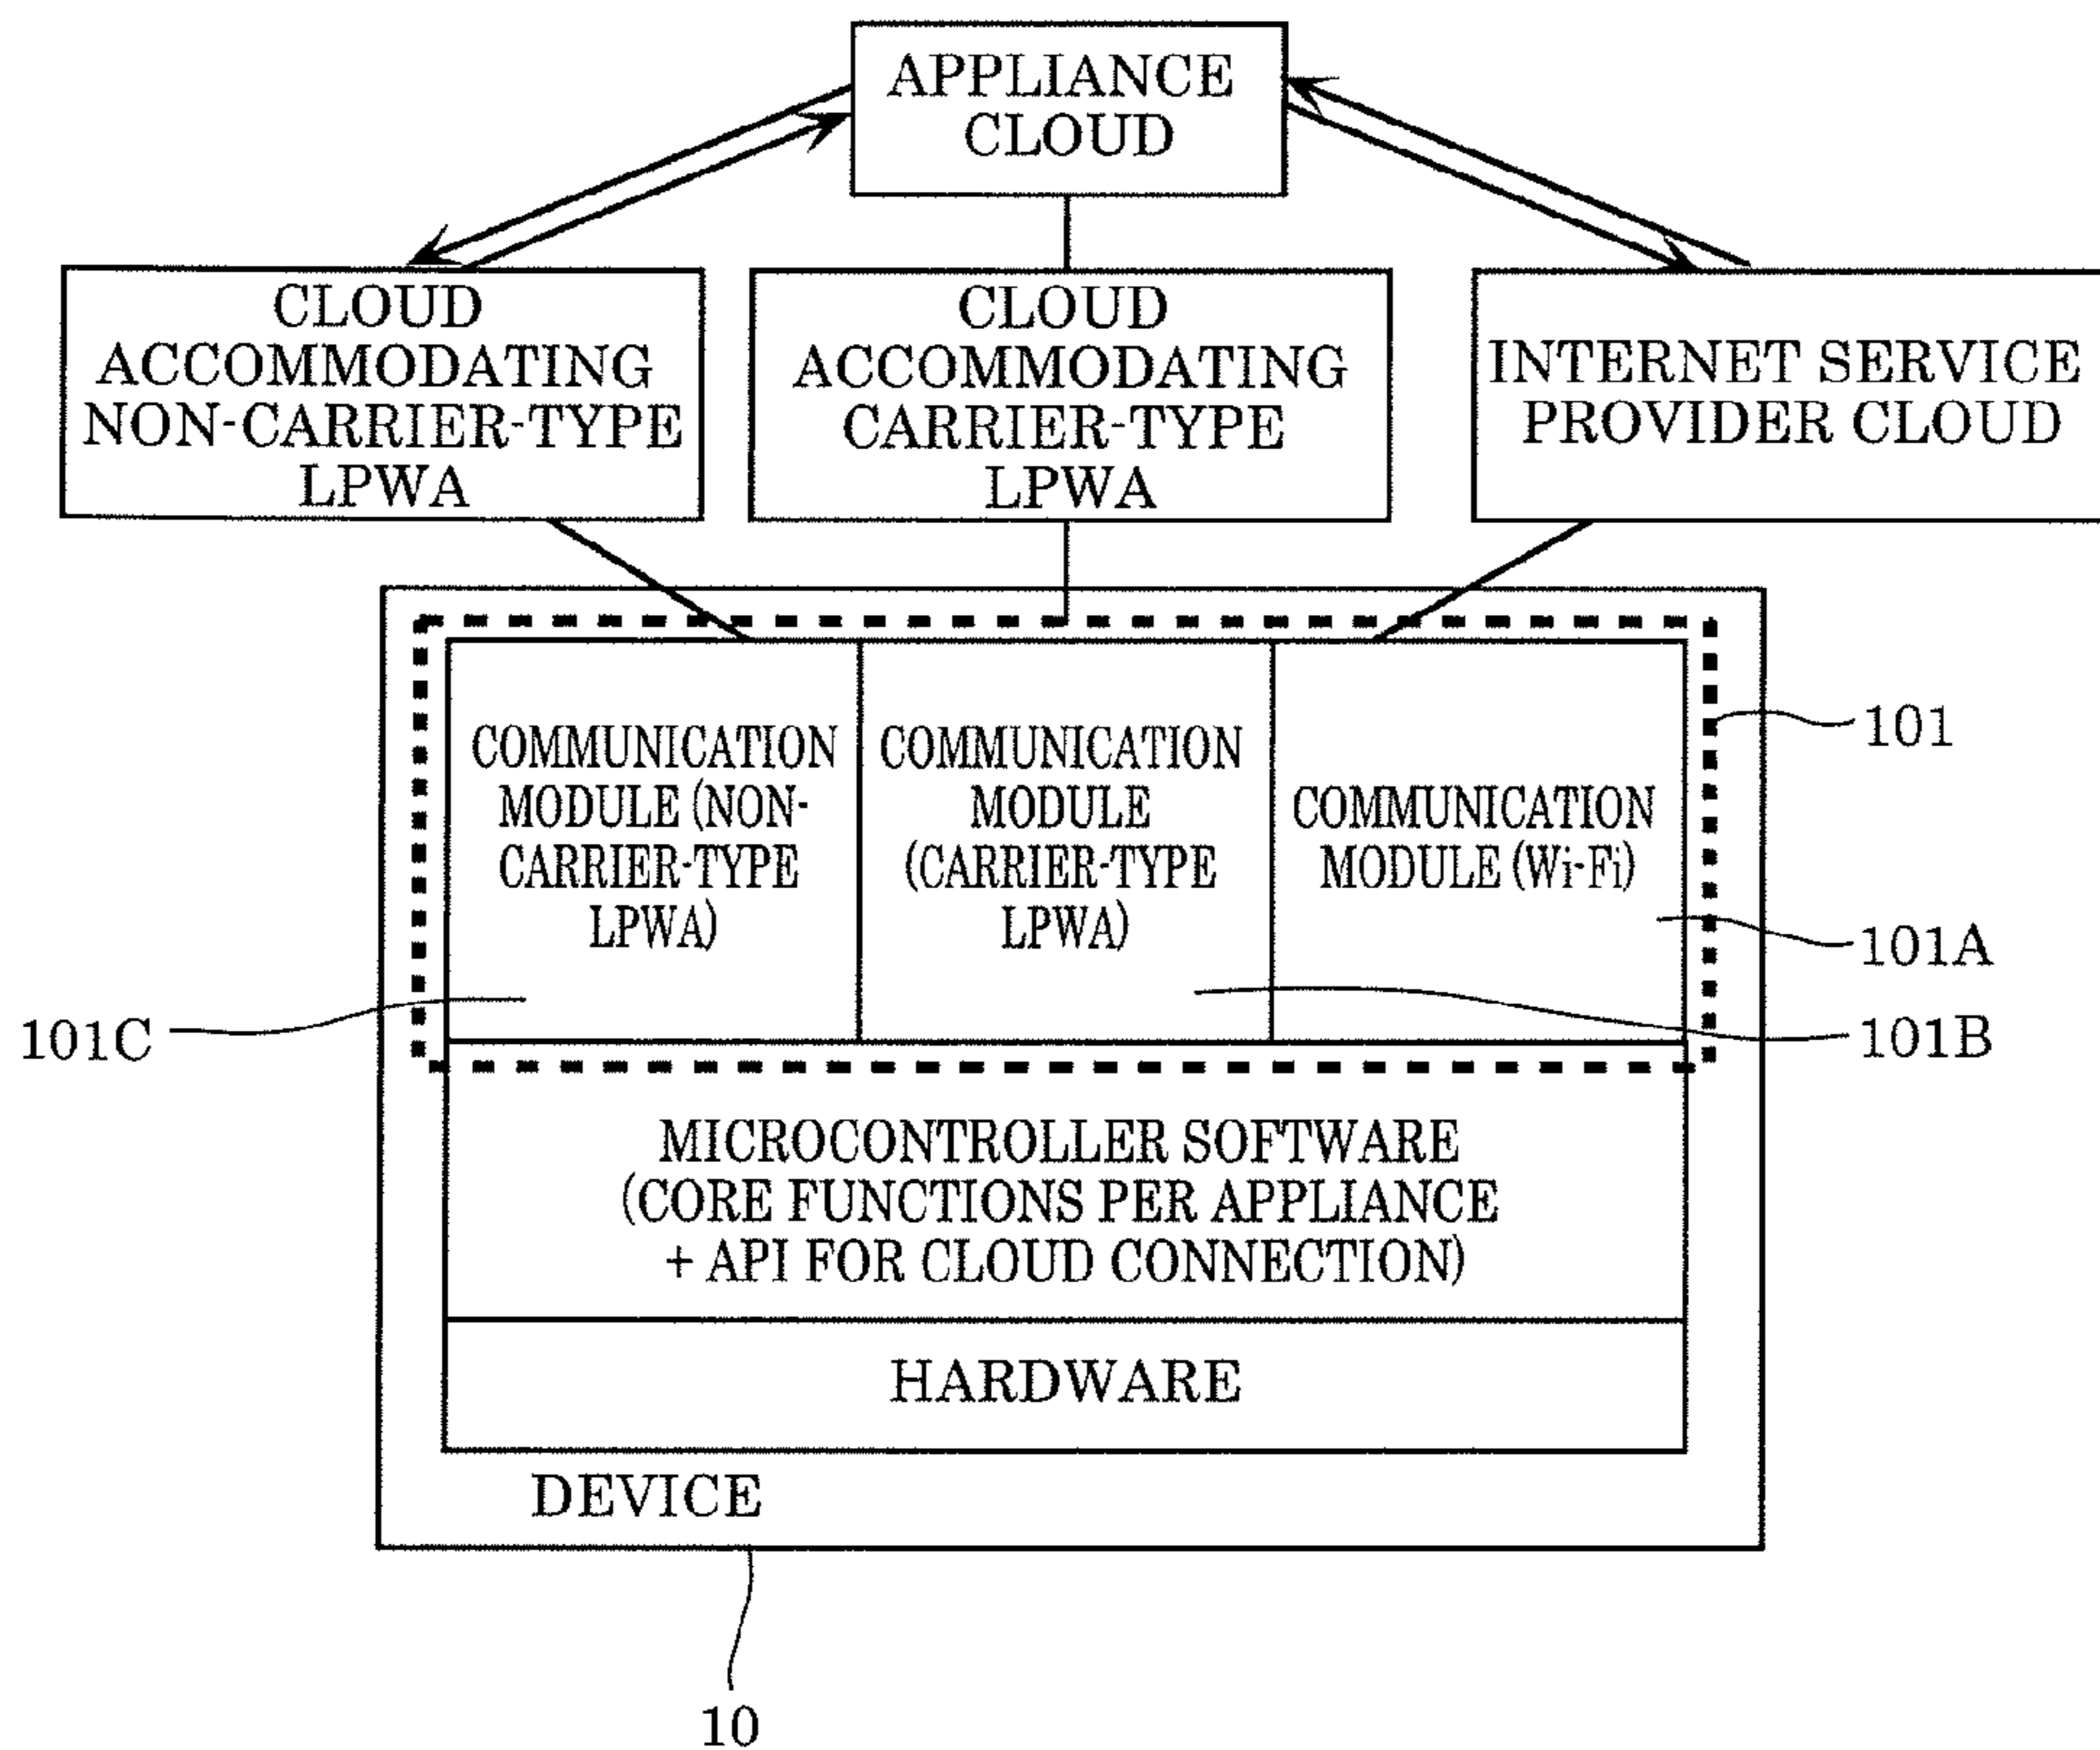 APPLIANCE
CLOUD
CLOUD
ACCOMMODATING
NON-CARRIER-TYPE
LPWA
CLOUD
ACCOMMODATING
CARRIER-TYPE
LPWA
INTERNET SERVICE
PROVIDER CLOUD
COMMUNICATION
MODULE (NON-
CARRIER-TYPE
LPWA)
COMMUNICATION
MODULE
(CARRIER-TYPE
LPWA)
COMMUNICATION
MODULE (Wi-Fi)
101
101A
101B
101C
MICROCONTROLLER SOFTWARE
(CORE FUNCTIONS PER APPLIANCE
+ API FOR CLOUD CONNECTION)
HARDWARE
DEVICE
10